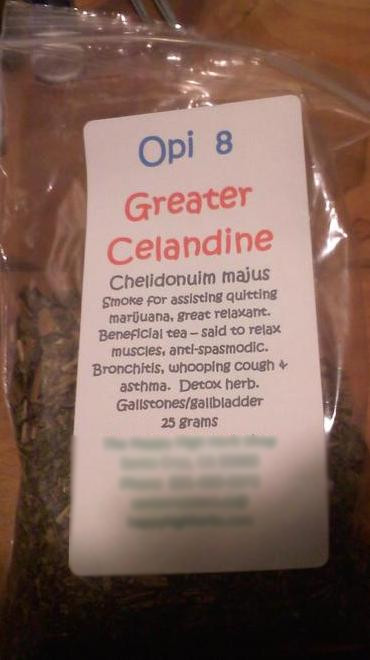 Opi 8
Greater
Celandine
Chelidonuim majus
Smoke for assisting quitting
marijuana, great relaxant.
Beneficial tea – said to relax
muscles, anti-spasmodic.
Bronchitis, whooping cough &
asthma. Detox herb.
Gallstones/gallbladder
25 grams